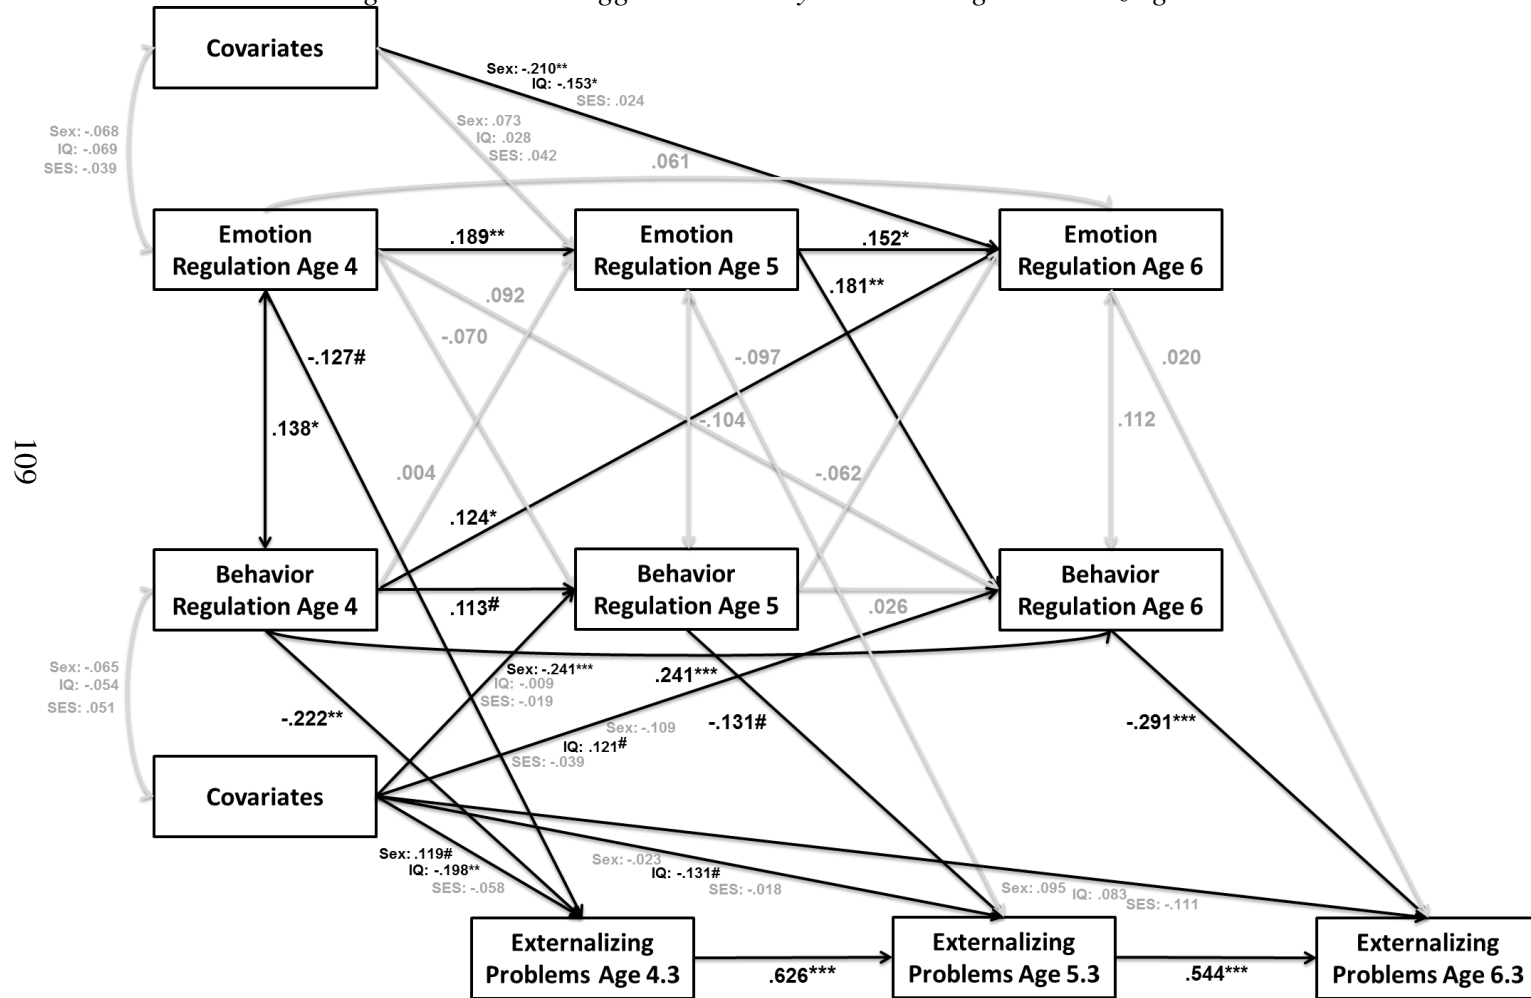 Covariates
Sex: -.210**
IQ: -.153*
SES: .024
Sex: .073
IQ: .028
SES: .042
Sex: -.068
IQ: -.069
SES: -.039
.061
Emotion
Regulation Age 4
.189**
Emotion
Regulation Age 5
.152*
Emotion
Regulation Age 6
.181**
.092
-.070
-.127#
-.097
.020
.138*
-.104
.112
109
.004
-.062
.124*
Behavior
Regulation Age 4
.113#
Behavior
Regulation Age 5
.026
Behavior
Regulation Age 6
Sex: -.065
IQ: -.054
SES: .051
Sex: -.241***
IQ: -.009
SES: -.019
.241***
-.222**
Sex: -.109
IQ: .121#
SES: -.039
-.131#
-.291***
Covariates
Sex: .119#
IQ: -.198**
SES: -.058
Sex: -.023
IQ: -.131#
SES: -.018
Sex: .095
IQ: .083
SES: -.111
Externalizing
Problems Age 4.3
.626***
Externalizing
Problems Age 5.3
.544***
Externalizing
Problems Age 6.3